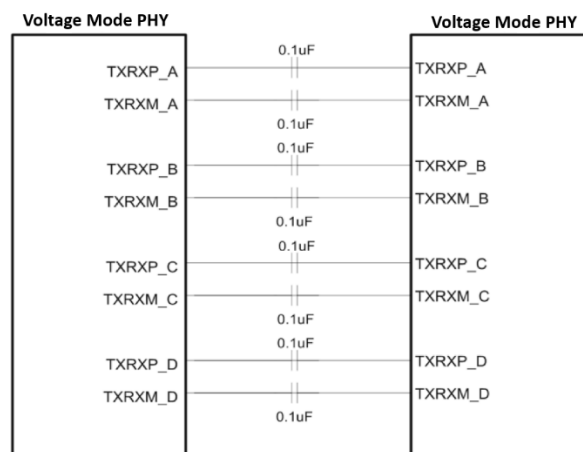 Voltage Mode PHY
Voltage Mode PHY
0.1uF
TXRXP_A
TXRXP_A
TXRXM_A
TXRXM_A
0.1uF
0.1uF
TXRXP_B
TXRXP_B
TXRXM_B
TXRXM_B
0.1uF
0.1uF
TXRXP_C
TXRXP_C
TXRXM_C
TXRXM_C
0.1uF
0.1uF
TXRXP_D
TXRXP_D
TXRXM_D
TXRXM_D
0.1uF